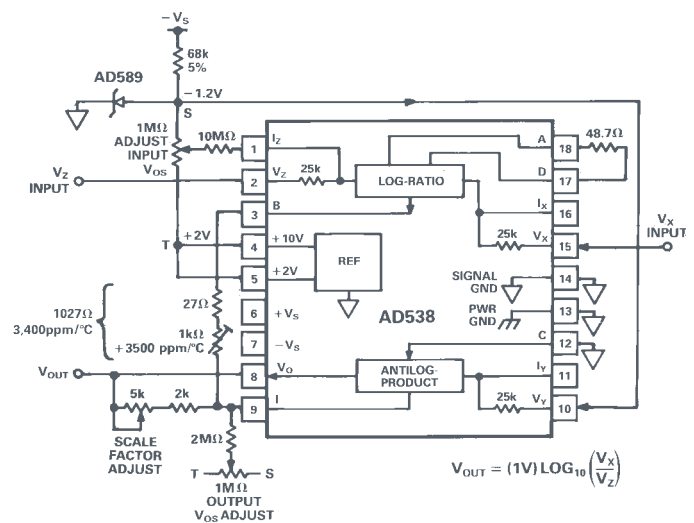 −VS
68k
5%
AD589
−1.2V
S
1MΩ
ADJUST
INPUT
VOS
10MΩ
1
IZ
A
18
48.7Ω
VZ
INPUT
2
VZ
25k
LOG-RATIO
D
17
3
B
IX
16
T
+2V
4
+10V
REF
25k
VX
15
VX
INPUT
5
+2V
SIGNAL
GND
14
1027Ω
3,400ppm/°C
27Ω
1kΩ
+3500 ppm/°C
6
+VS
AD538
PWR
GND
13
7
−VS
C
12
VOUT
8
VO
ANTILOG-
PRODUCT
IY
11
5k
2k
9
I
25k
VY
10
SCALE
FACTOR
ADJUST
2MΩ
T
S
1MΩ
OUTPUT
VOS ADJUST
VOUT = (1V) LOG10 (VX/VZ)